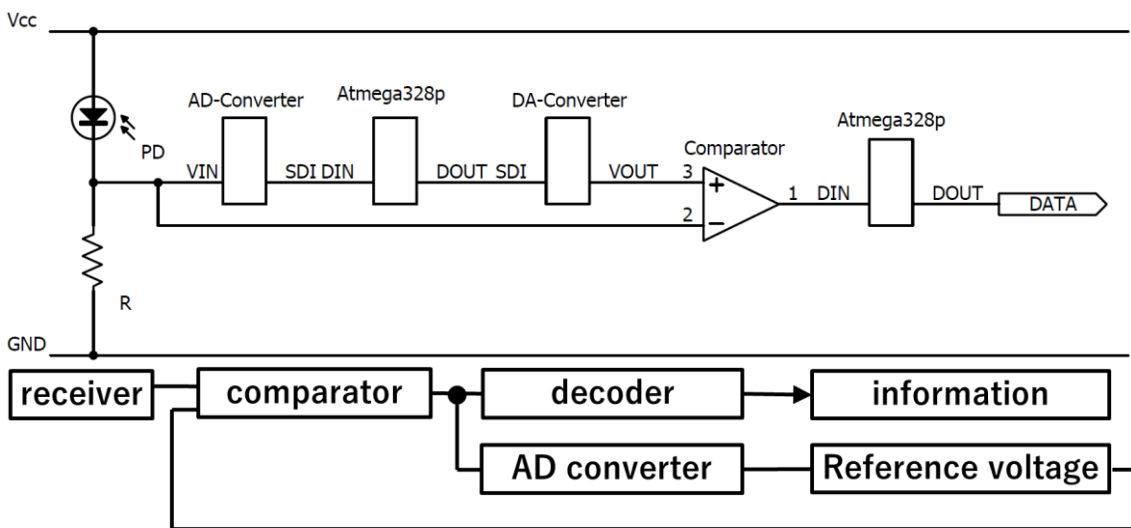 Vcc
AD-Converter
Atmega328p
DA-Converter
Atmega328p
Comparator
PD
VIN
SDI DIN
DOUT SDI
VOUT
3
+
2
−
1
DIN
DOUT
DATA
R
GND
receiver
comparator
decoder
information
AD converter
Reference voltage